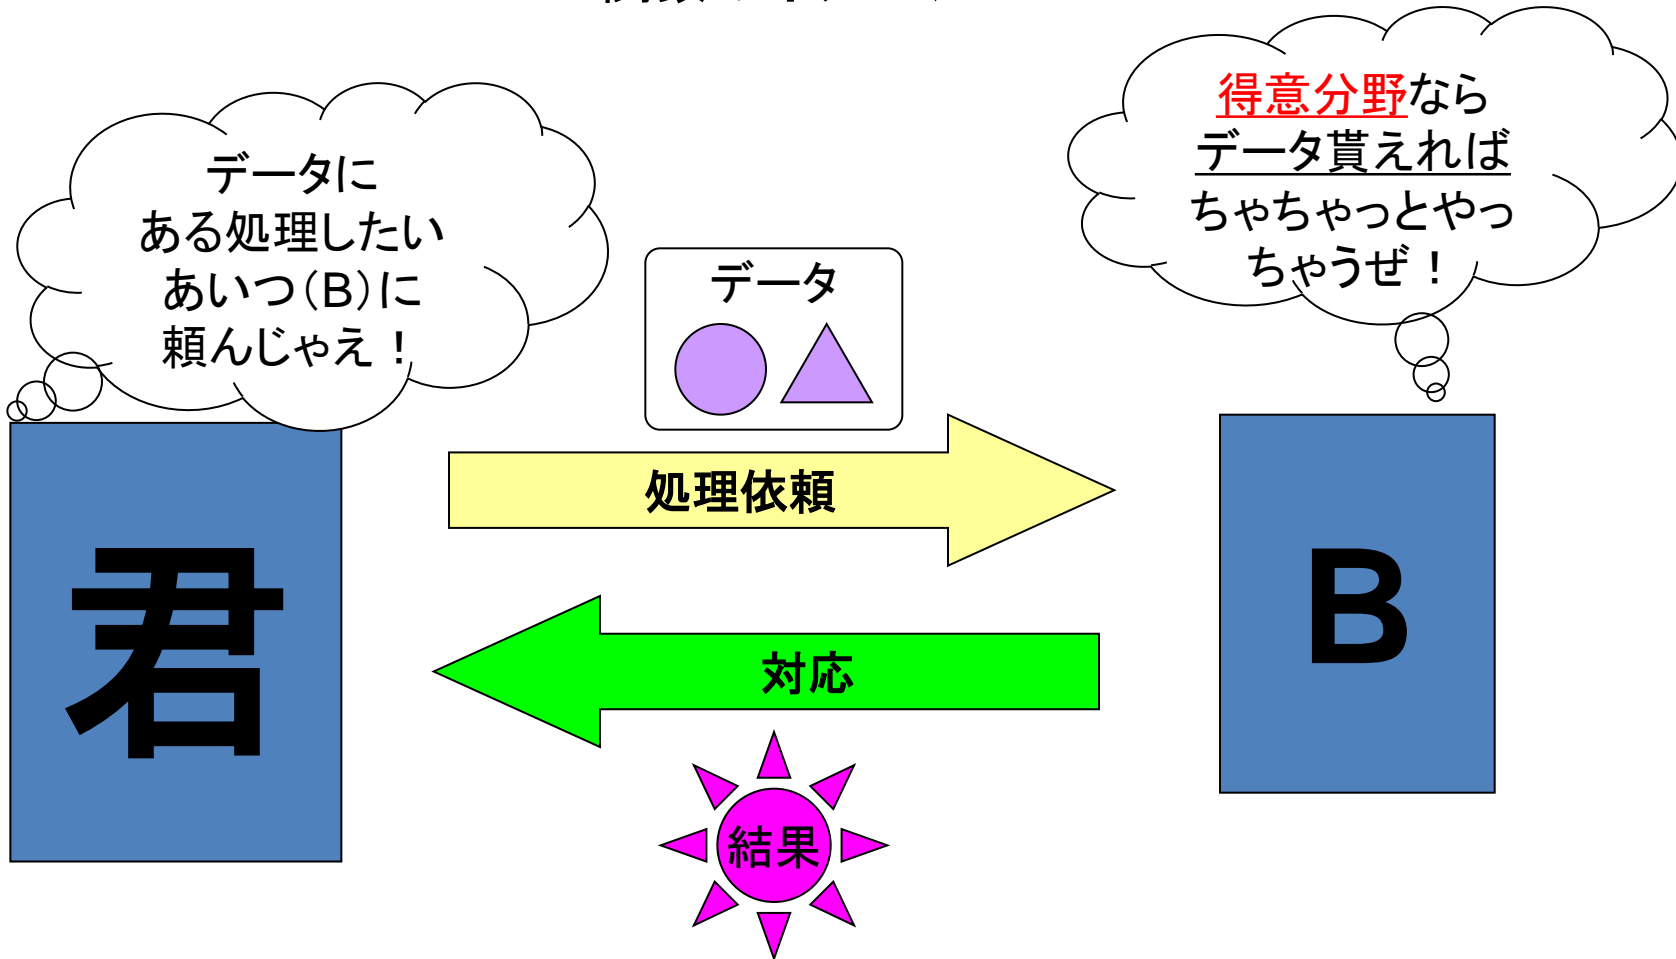 データに
ある処理したい
あいつ(B)に
頼んじゃえ！
得意分野なら
データ貰えれば
ちゃちゃっとやっ
ちゃうぜ！
データ
処理依頼
君
B
対応
結果